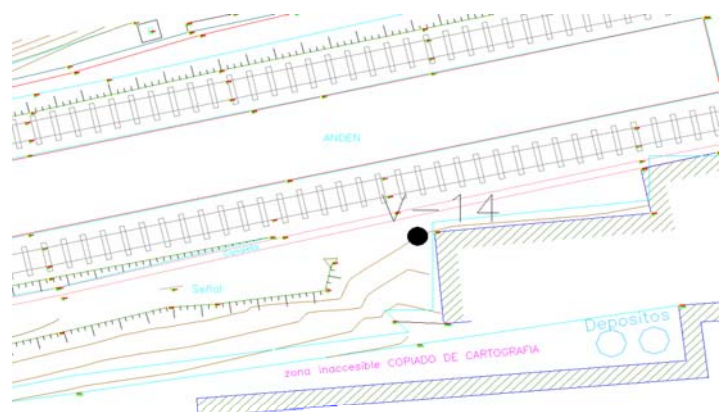 ANDEN
V-14
Señal
Depositos
zona inaccesible COPIADO DE CARTOGRAFIA